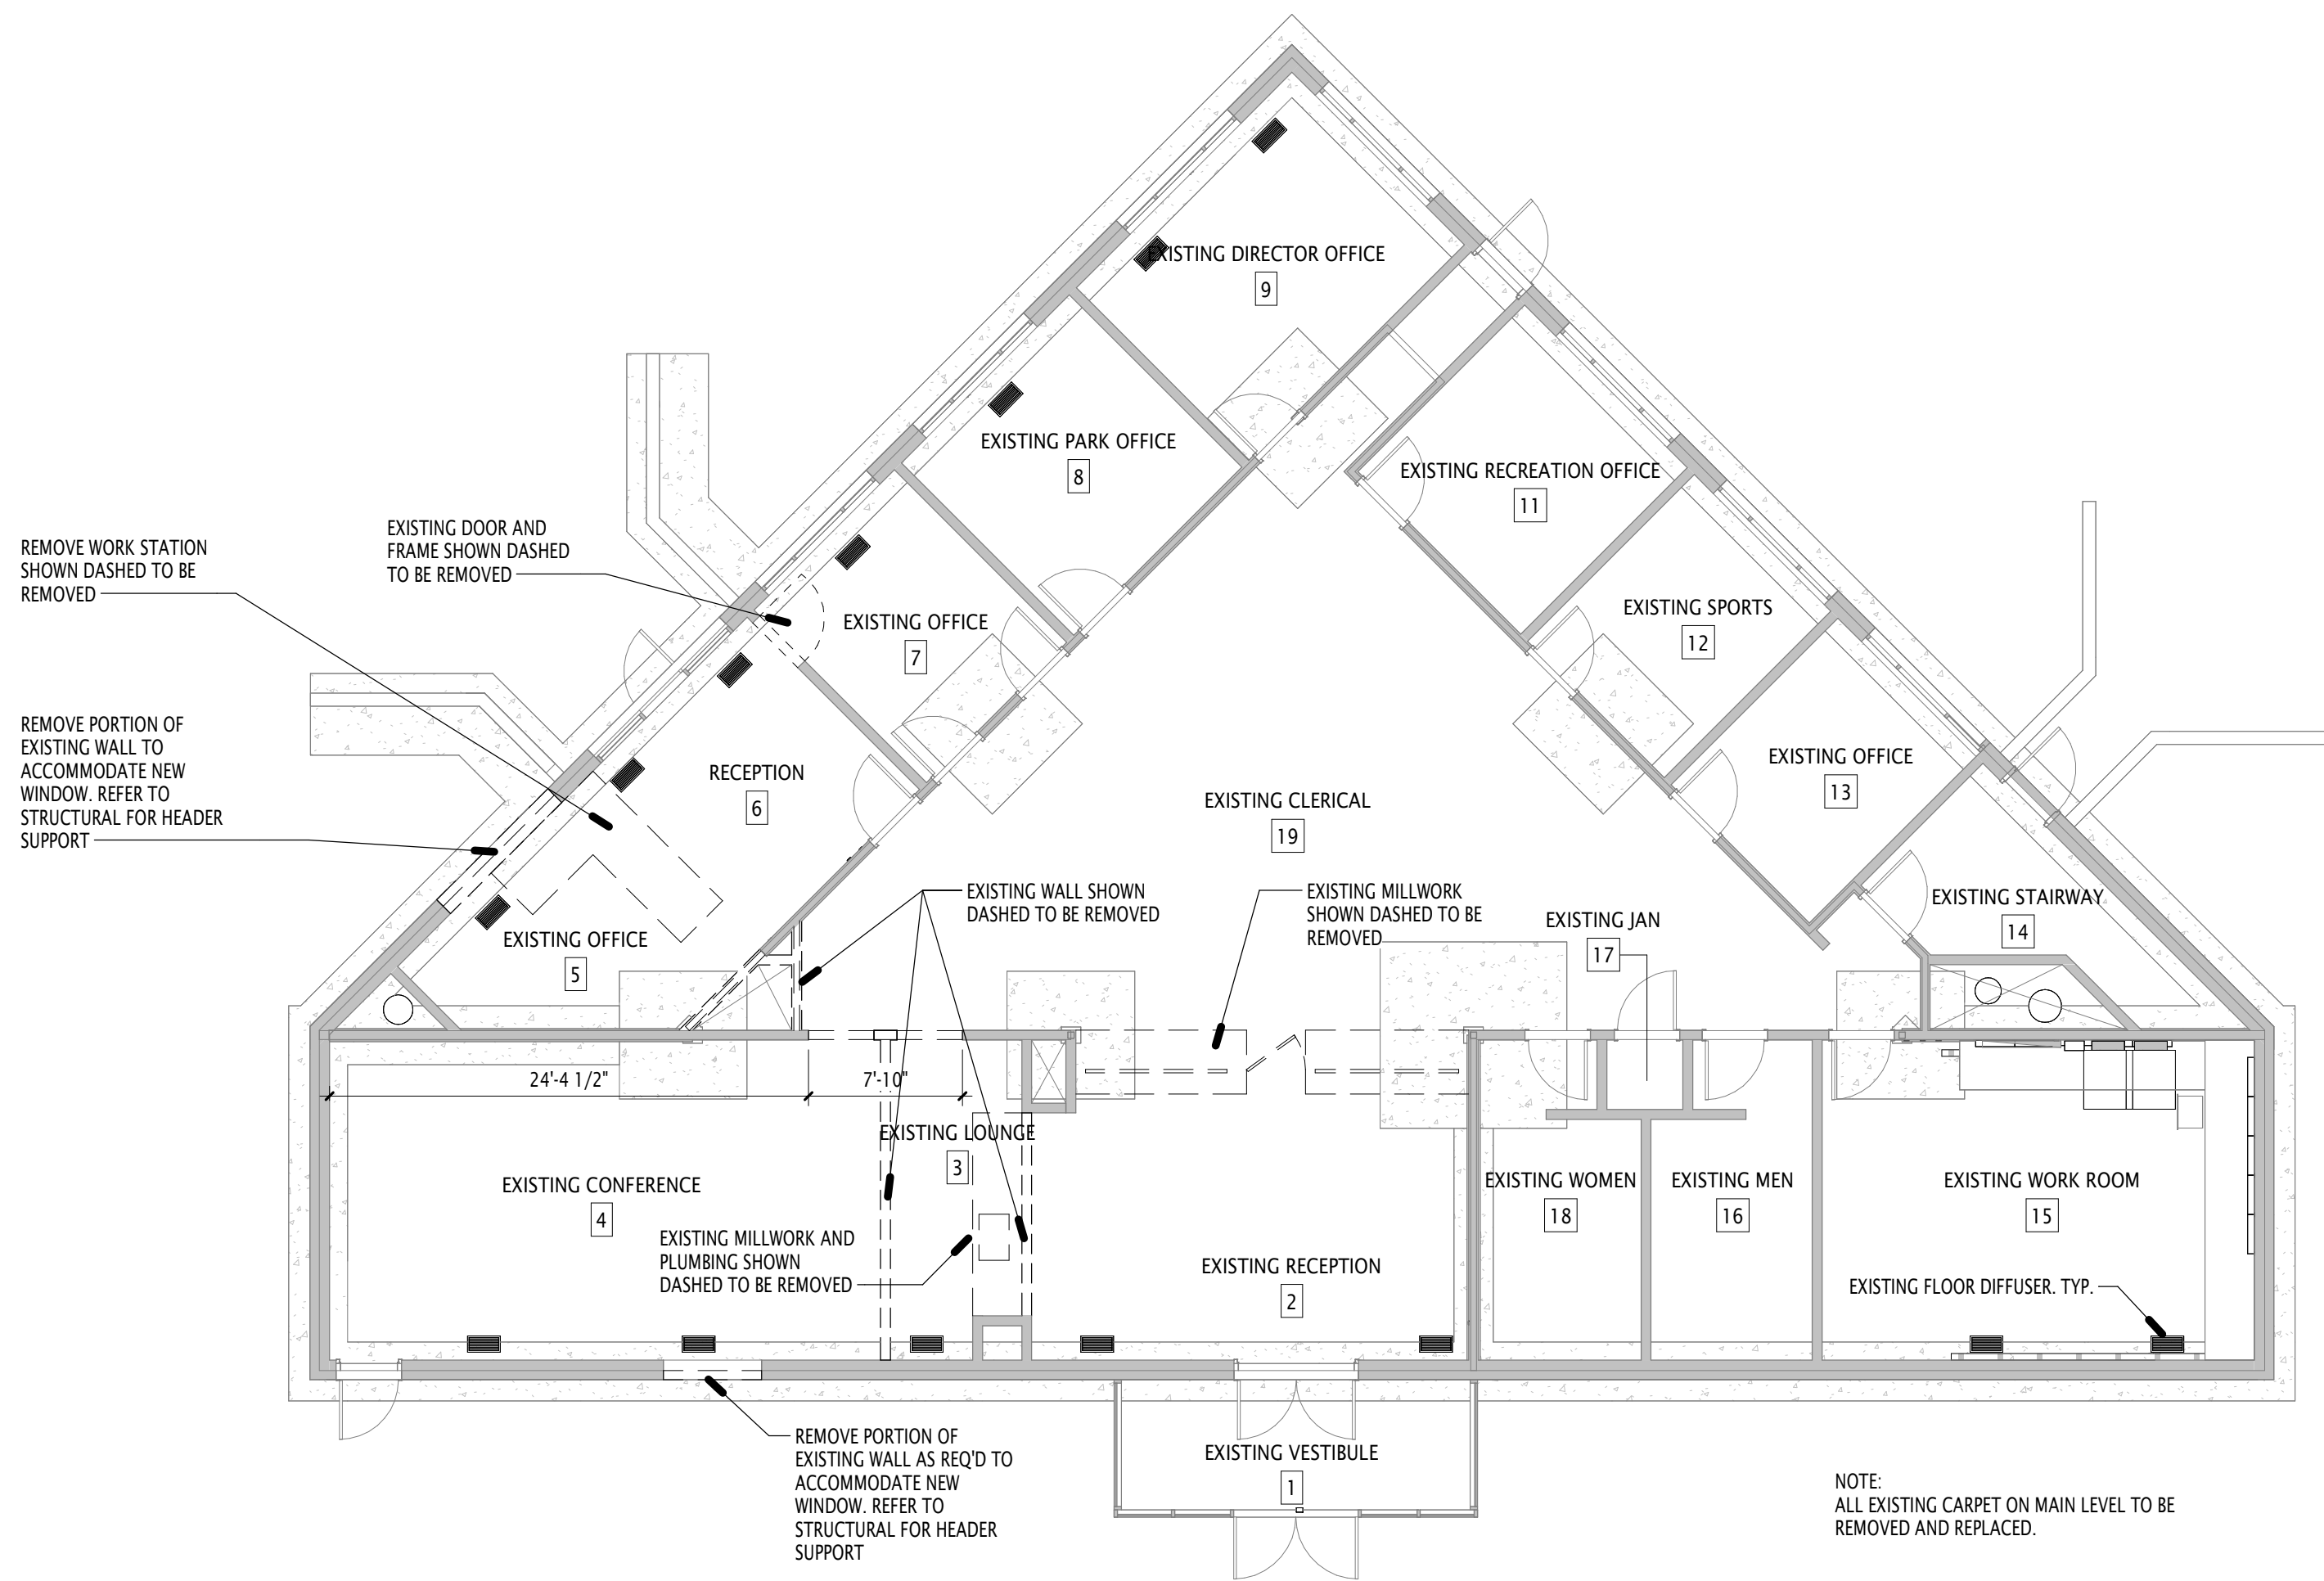 EXISTING DIRECTOR OFFICE
9
EXISTING PARK OFFICE
8
EXISTING RECREATION OFFICE
11
REMOVE WORK STATION
SHOWN DASHED TO BE
REMOVED
EXISTING DOOR AND
FRAME SHOWN DASHED
TO BE REMOVED
EXISTING OFFICE
7
EXISTING SPORTS
12
REMOVE PORTION OF
EXISTING WALL TO
ACCOMMODATE NEW
WINDOW. REFER TO
STRUCTURAL FOR HEADER
SUPPORT
RECEPTION
6
EXISTING CLERICAL
19
EXISTING OFFICE
13
EXISTING WALL SHOWN
DASHED TO BE REMOVED
EXISTING MILLWORK
SHOWN DASHED TO BE
REMOVED
EXISTING JAN
17
EXISTING STAIRWAY
14
EXISTING OFFICE
5
24'-4 1/2"
7'-10"
EXISTING LOUNGE
3
EXISTING CONFERENCE
4
EXISTING MILLWORK AND
PLUMBING SHOWN
DASHED TO BE REMOVED
EXISTING RECEPTION
2
EXISTING WOMEN
18
EXISTING MEN
16
EXISTING WORK ROOM
15
EXISTING FLOOR DIFFUSER. TYP.
REMOVE PORTION OF
EXISTING WALL AS REQ'D TO
ACCOMMODATE NEW
WINDOW. REFER TO
STRUCTURAL FOR HEADER
SUPPORT
EXISTING VESTIBULE
1
NOTE:
ALL EXISTING CARPET ON MAIN LEVEL TO BE
REMOVED AND REPLACED.